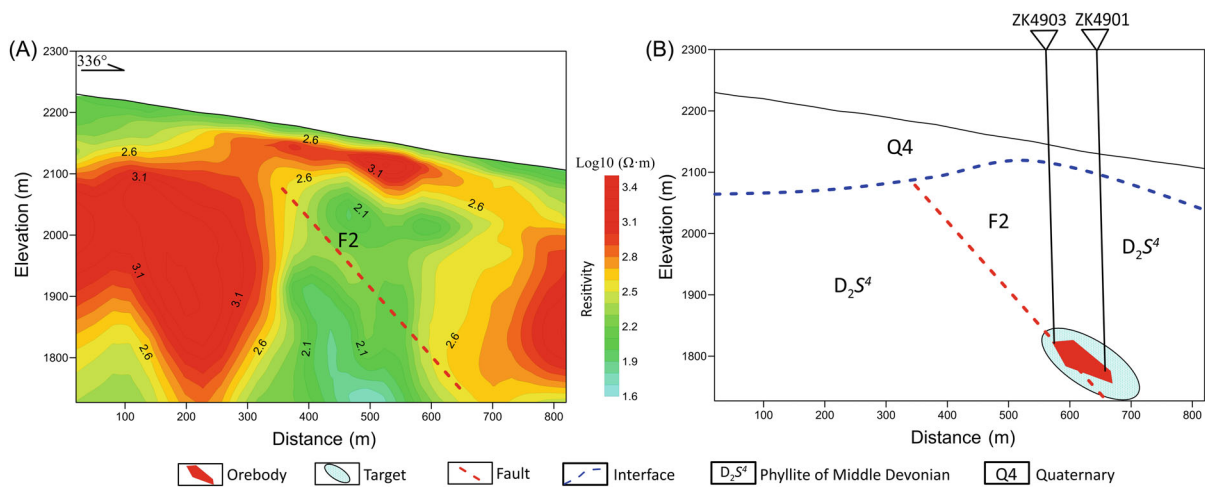 (A)
336°
2300
2200
2100
2000
1900
1800
Elevation (m)
2.6
3.1
3.1
3.1
2.6
2.6
2.6
2.6
3.1
2.6
2.1
F2
2.1
2.1
2.6
100 200 300 400 500 600 700 800
Distance (m)
Log10 (Ω·m)
Resitivity
3.4
3.1
2.8
2.5
2.2
1.9
1.6
(B)
ZK4903 ZK4901
2300
2200
2100
2000
1900
1800
Elevation (m)
Q4
F2
D₂S⁴
D₂S⁴
100 200 300 400 500 600 700 800
Distance (m)
Orebody Target Fault Interface D₂S⁴ Phyllite of Middle Devonian Q4 Quaternary